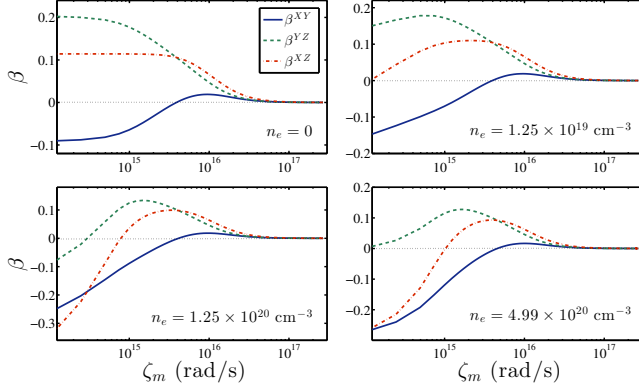 0.2
0.1
0
−0.1
β
β^{XY}
β^{YZ}
β^{XZ}
n_e = 0
10^{15}
10^{16}
10^{17}
0.2
0.1
0
−0.1
−0.2
n_e = 1.25 × 10^{19} cm^{−3}
10^{15}
10^{16}
10^{17}
0.1
0
−0.1
−0.2
−0.3
β
n_e = 1.25 × 10^{20} cm^{−3}
10^{15}
10^{16}
10^{17}
ζ_m (rad/s)
0.1
0
−0.1
−0.2
n_e = 4.99 × 10^{20} cm^{−3}
10^{15}
10^{16}
10^{17}
ζ_m (rad/s)